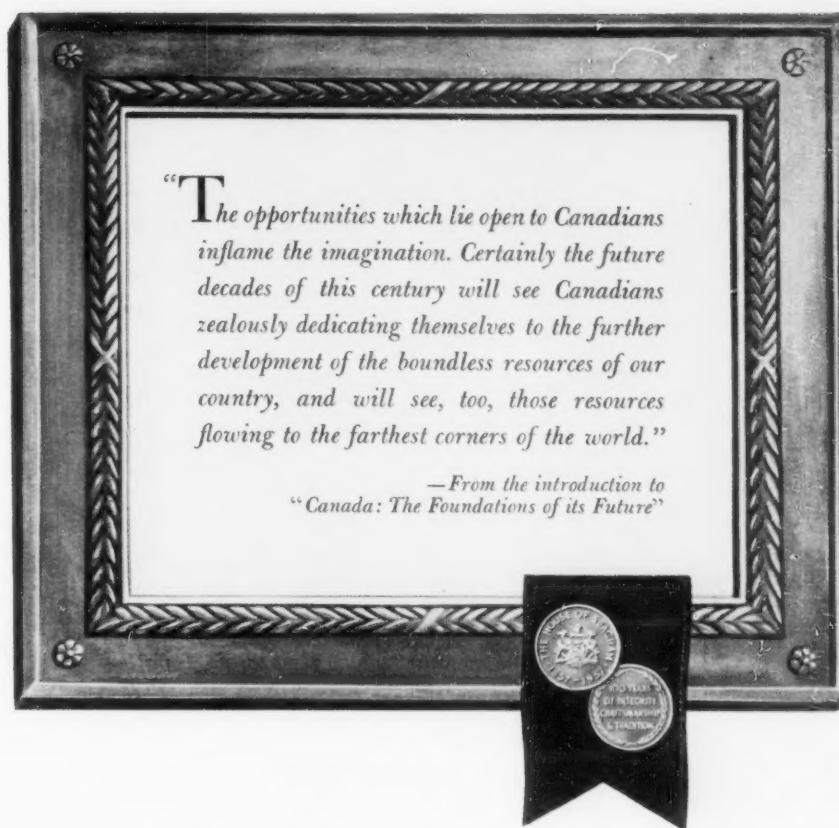 “The opportunities which lie open to Canadians
inflame the imagination. Certainly the future
decades of this century will see Canadians
zealously dedicating themselves to the further
development of the boundless resources of our
country, and will see, too, those resources
flowing to the farthest corners of the world.”
—From the introduction to
“Canada: The Foundations of its Future”
THE HOUSE OF SEAGRAM
1857–1957
100 YEARS
OF INTEGRITY
CRAFTSMANSHIP
& TRADITION